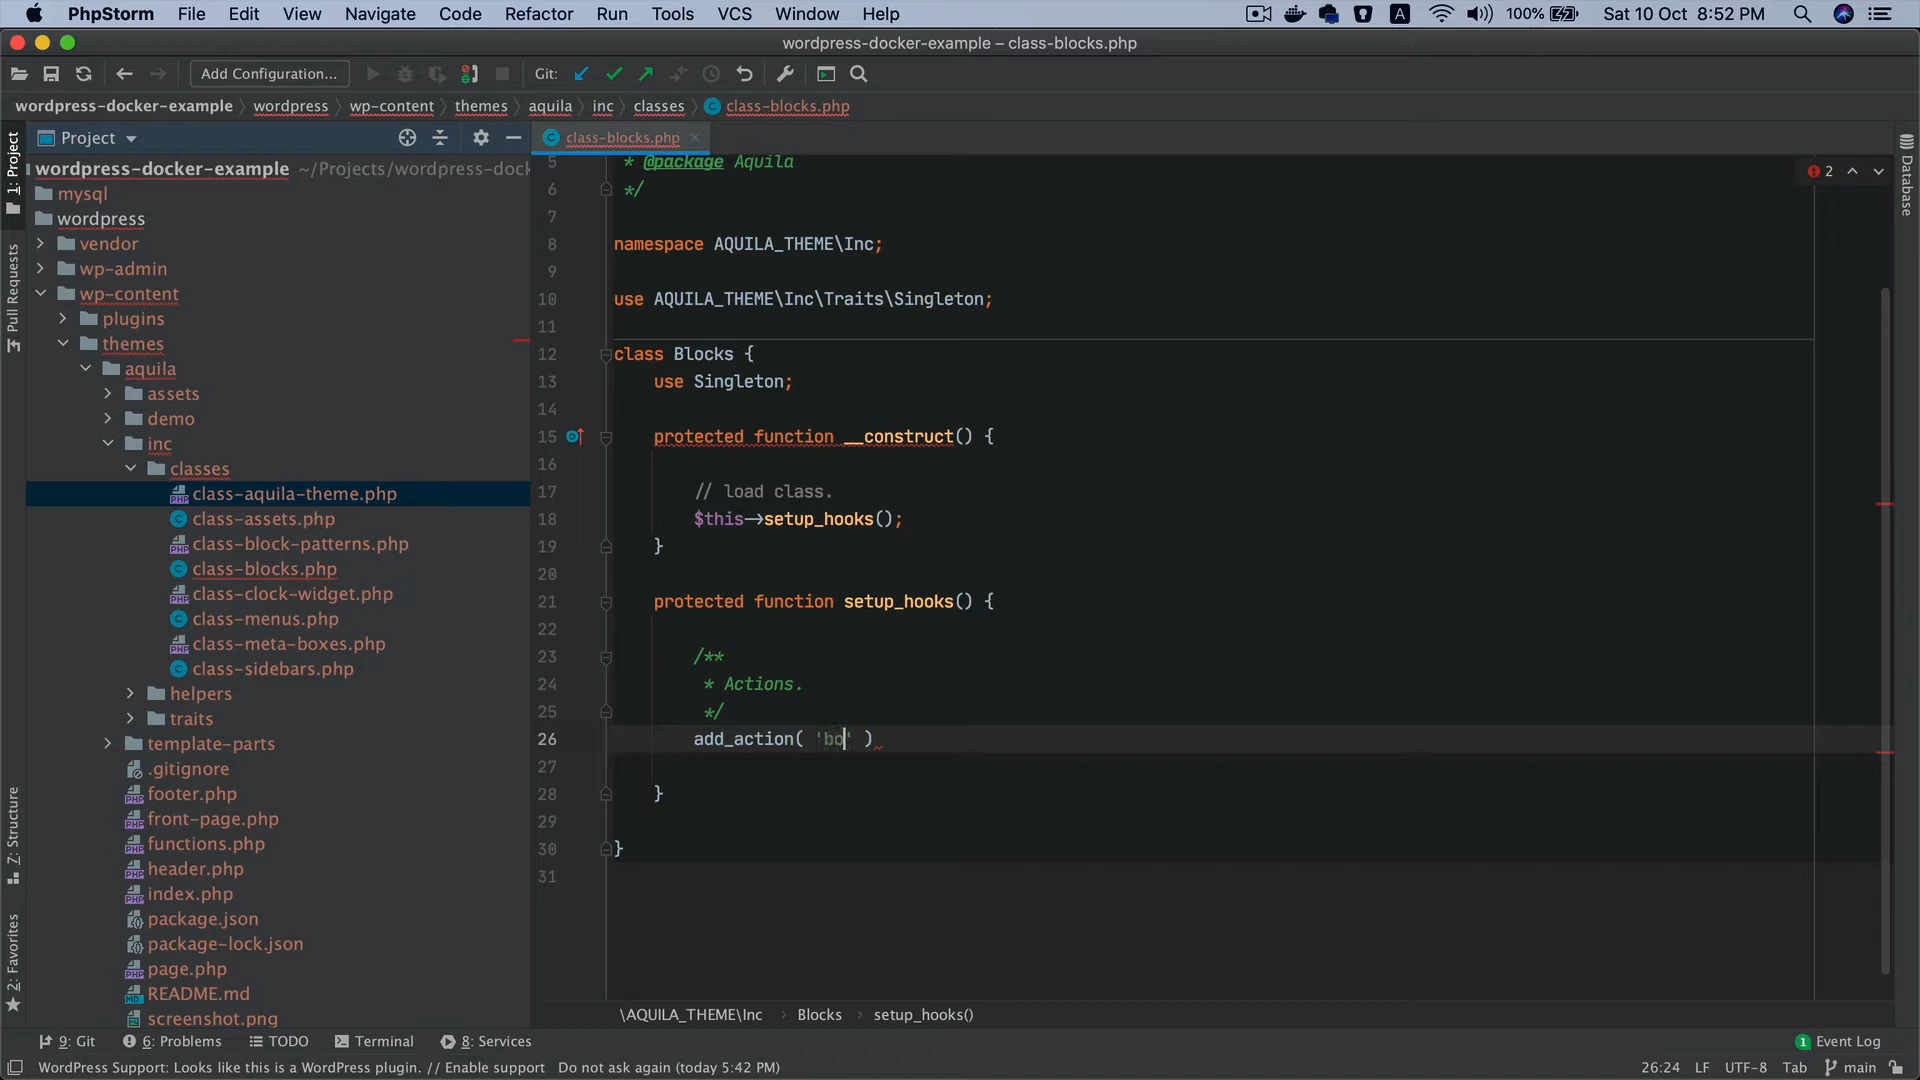 PhpStorm File Edit View Navigate Code Refactor Run Tools VCS Window Help A 100% Sat 10 Oct 8:52 PM
wordpress-docker-example – class-blocks.php
Add Configuration... Git:
wordpress-docker-example wordpress wp-content themes aquila inc classes class-blocks.php
1: Project
Pull Requests
Z: Structure
2: Favorites
Database
Project
wordpress-docker-example ~/Projects/wordpress-doc
mysql
wordpress
vendor
wp-admin
wp-content
plugins
themes
aquila
assets
demo
inc
classes
class-aquila-theme.php
class-assets.php
class-block-patterns.php
class-blocks.php
class-clock-widget.php
class-menus.php
class-meta-boxes.php
class-sidebars.php
helpers
traits
template-parts
.gitignore
footer.php
front-page.php
functions.php
header.php
index.php
package.json
package-lock.json
page.php
README.md
screenshot.png
class-blocks.php
2
5 * @package Aquila
6 */
7
8 namespace AQUILA_THEME\Inc;
9
10 use AQUILA_THEME\Inc\Traits\Singleton;
11
12 class Blocks {
13 use Singleton;
14
15 protected function __construct() {
16
17 // load class.
18 $this->setup_hooks();
19 }
20
21 protected function setup_hooks() {
22
23 /**
24 * Actions.
25 */
26 add_action( 'bo' )
27
28 }
29
30 }
31
\AQUILA_THEME\Inc Blocks setup_hooks()
9: Git 6: Problems TODO Terminal 8: Services 1 Event Log
WordPress Support: Looks like this is a WordPress plugin. // Enable support Do not ask again (today 5:42 PM) 26:24 LF UTF-8 Tab main